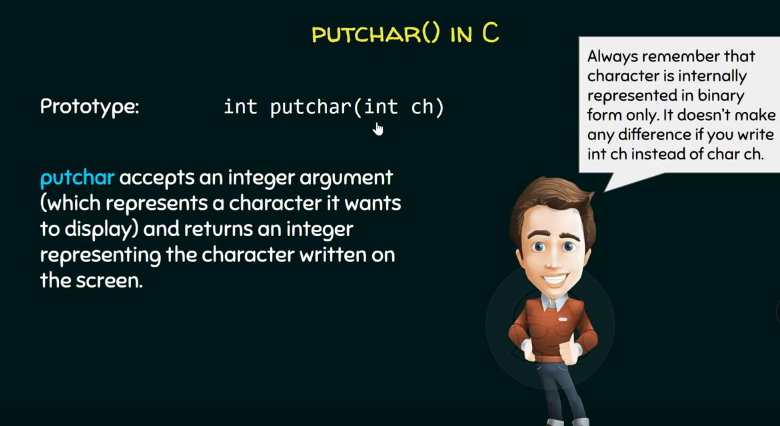 PUTCHAR() IN C
Always remember that
character is internally
represented in binary
form only. It doesn't make
any difference if you write
int ch instead of char ch.
Prototype: int putchar(int ch)
putchar accepts an integer argument
(which represents a character it wants
to display) and returns an integer
representing the character written on
the screen.